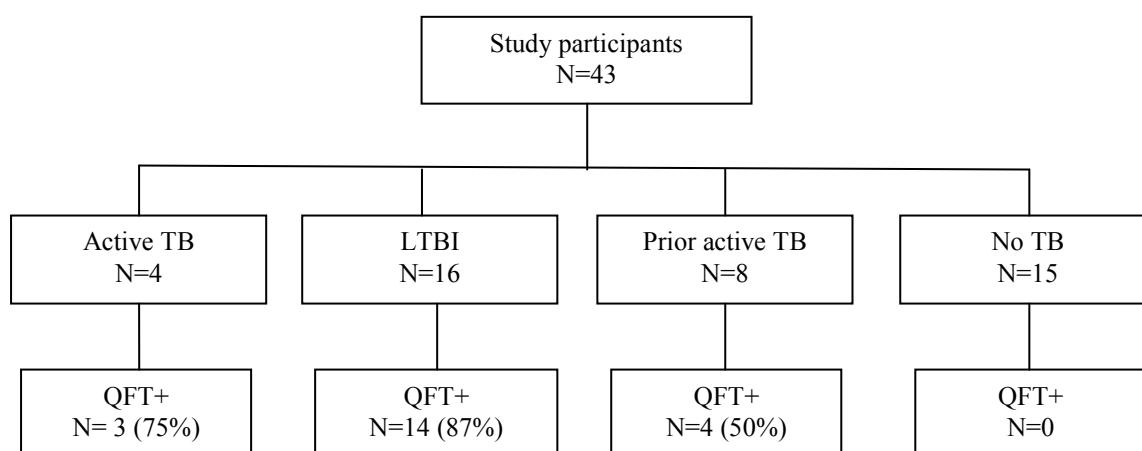 Study participants
N=43
Active TB
N=4
LTBI
N=16
Prior active TB
N=8
No TB
N=15
QFT+
N= 3 (75%)
QFT+
N=14 (87%)
QFT+
N=4 (50%)
QFT+
N=0